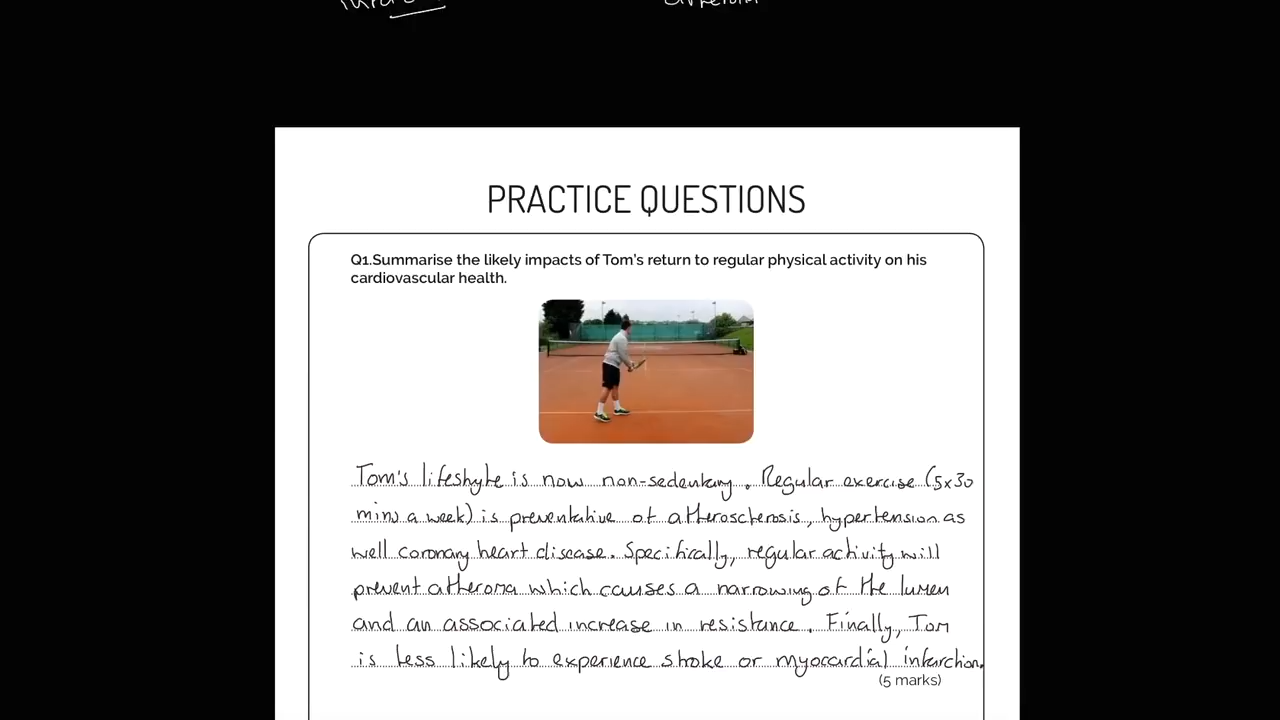 PRACTICE QUESTIONS
Q1.Summarise the likely impacts of Tom's return to regular physical activity on his
cardiovascular health.
Tom's lifestyle is now non-sedentary. Regular exercise (5x30
mins a week) is preventative of atherosclerosis, hypertension as
well coronary heart disease. Specifically, regular activity will
prevent atheroma which causes a narrowing of the lumen
and an associated increase in resistance. Finally, Tom
is less likely to experience stroke or myocardial infarction.
(5 marks)